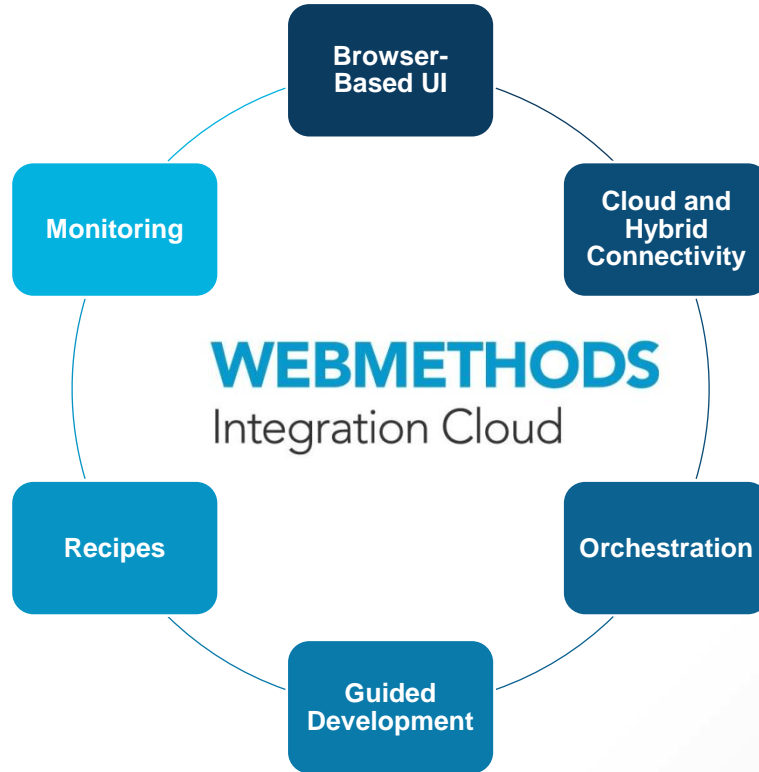 Browser-
Based UI
Cloud and
Hybrid
Connectivity
Orchestration
Guided
Development
Recipes
Monitoring
WEBMETHODS
Integration Cloud